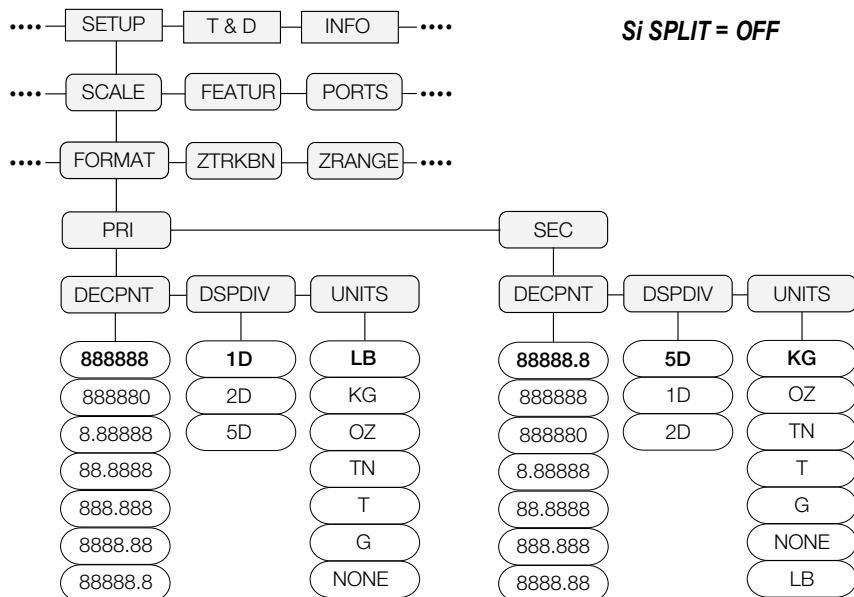 SETUP T & D INFO Si SPLIT = OFF
SCALE FEATUR PORTS
FORMAT ZTRKBN ZRANGE
PRI SEC
DECPNT DSPDIV UNITS DECPNT DSPDIV UNITS
888888 1D LB 88888.8 5D KG
888880 2D KG 888888 1D OZ
8.88888 5D OZ 888880 2D TN
88.8888 TN 8.88888 T
888.888 T 88.8888 G
8888.88 G 888.888 NONE
88888.8 NONE 8888.88 LB